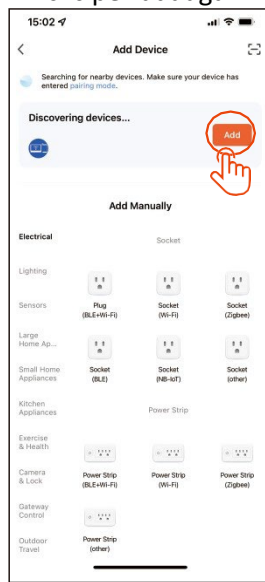 15:02
Add Device
Searching for nearby devices. Make sure your device has
entered pairing mode.
Discovering devices...
Add
Add Manually
Electrical
Socket
Lighting
Sensors
Plug
(BLE+Wi-Fi)
Socket
(Wi-Fi)
Socket
(Zigbee)
Large
Home Ap...
Small Home
Appliances
Socket
(BLE)
Socket
(NB-IoT)
Socket
(other)
Kitchen
Appliances
Power Strip
Exercise
& Health
Camera
& Lock
Power Strip
(BLE+Wi-Fi)
Power Strip
(Wi-Fi)
Power Strip
(Zigbee)
Gateway
Control
Outdoor
Travel
Power Strip
(other)